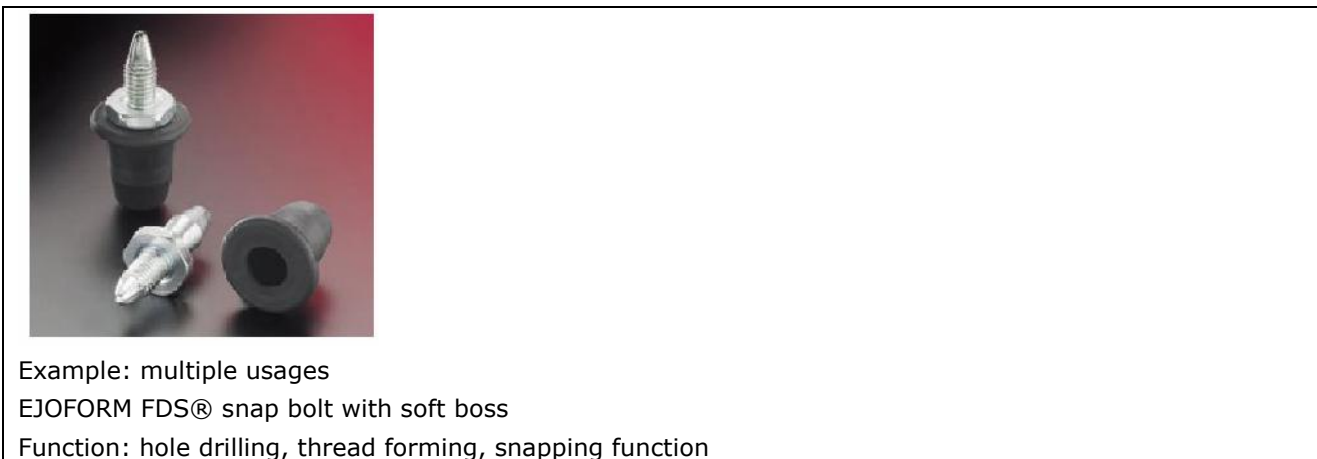 Example: multiple usages
EJOFORM FDS® snap bolt with soft boss
Function: hole drilling, thread forming, snapping function